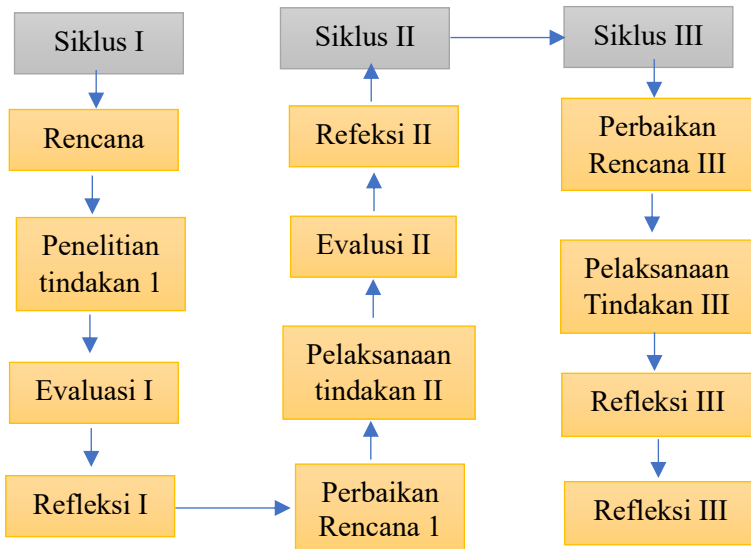 Siklus I
Rencana
Penelitian
tindakan 1
Evaluasi I
Refleksi I
Siklus II
Refeksi II
Evalusi II
Pelaksanaan
tindakan II
Perbaikan
Rencana 1
Siklus III
Perbaikan
Rencana III
Pelaksanaan
Tindakan III
Refleksi III
Refleksi III